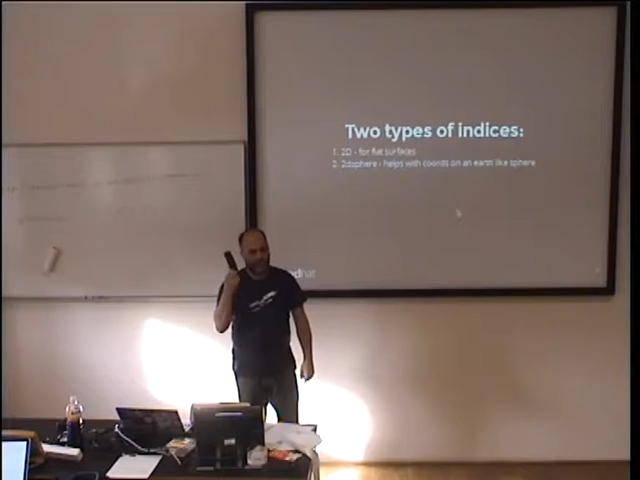 Two types of indices:
1. 2D - for flat surfaces
2. 2dsphere - helps with coords on an earth like sphere
hat